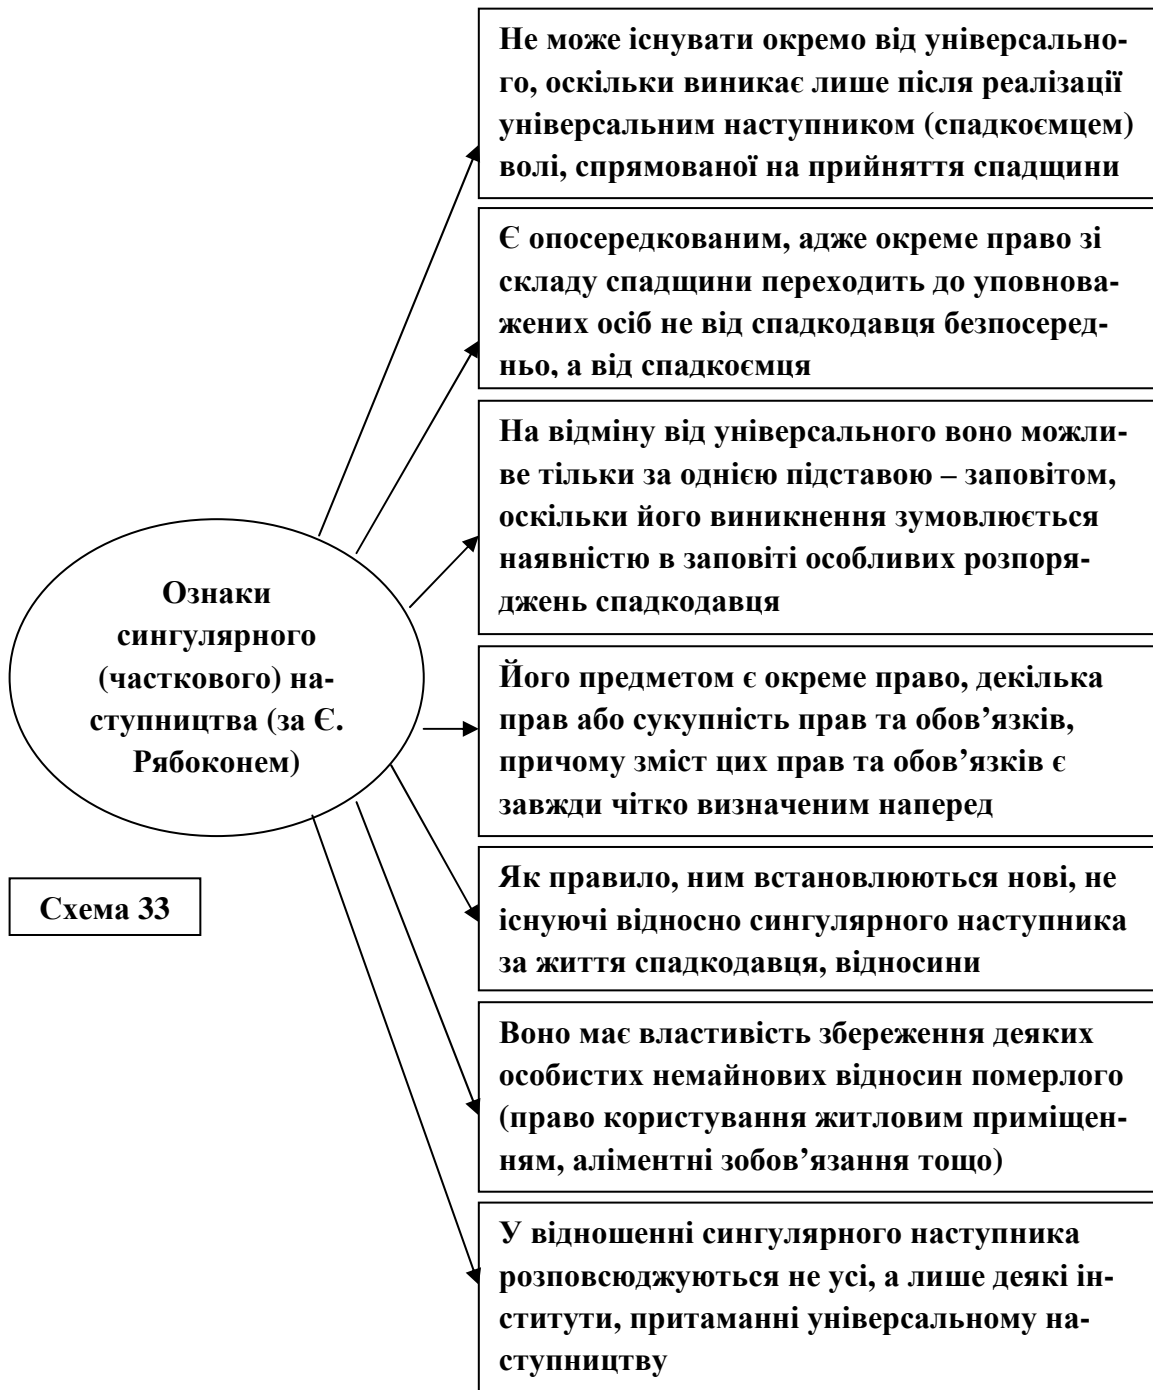 Не може існувати окремо від універсально-
го, оскільки виникає лише після реалізації
універсальним наступником (спадкоємцем)
волі, спрямованої на прийняття спадщини
Є опосередкованим, адже окреме право зі
складу спадщини переходить до уповнова-
жених осіб не від спадкодавця безпосеред-
ньо, а від спадкоємця
На відміну від універсального воно можли-
ве тільки за однією підставою – заповітом,
оскільки його виникнення зумовлюється
наявністю в заповіті особливих розпоря-
джень спадкодавця
Ознаки
сингулярного
(часткового) на-
ступництва (за Є.
Рябоконем)
Його предметом є окреме право, декілька
прав або сукупність прав та обов’язків,
причому зміст цих прав та обов’язків є
завжди чітко визначеним наперед
Як правило, ним встановлюються нові, не
існуючі відносно сингулярного наступника
за життя спадкодавця, відносини
Схема 33
Воно має властивість збереження деяких
особистих немайнових відносин померлого
(право користування житловим приміщен-
ням, аліментні зобов’язання тощо)
У відношенні сингулярного наступника
розповсюджуються не усі, а лише деякі ін-
ститути, притаманні універсальному на-
ступництву